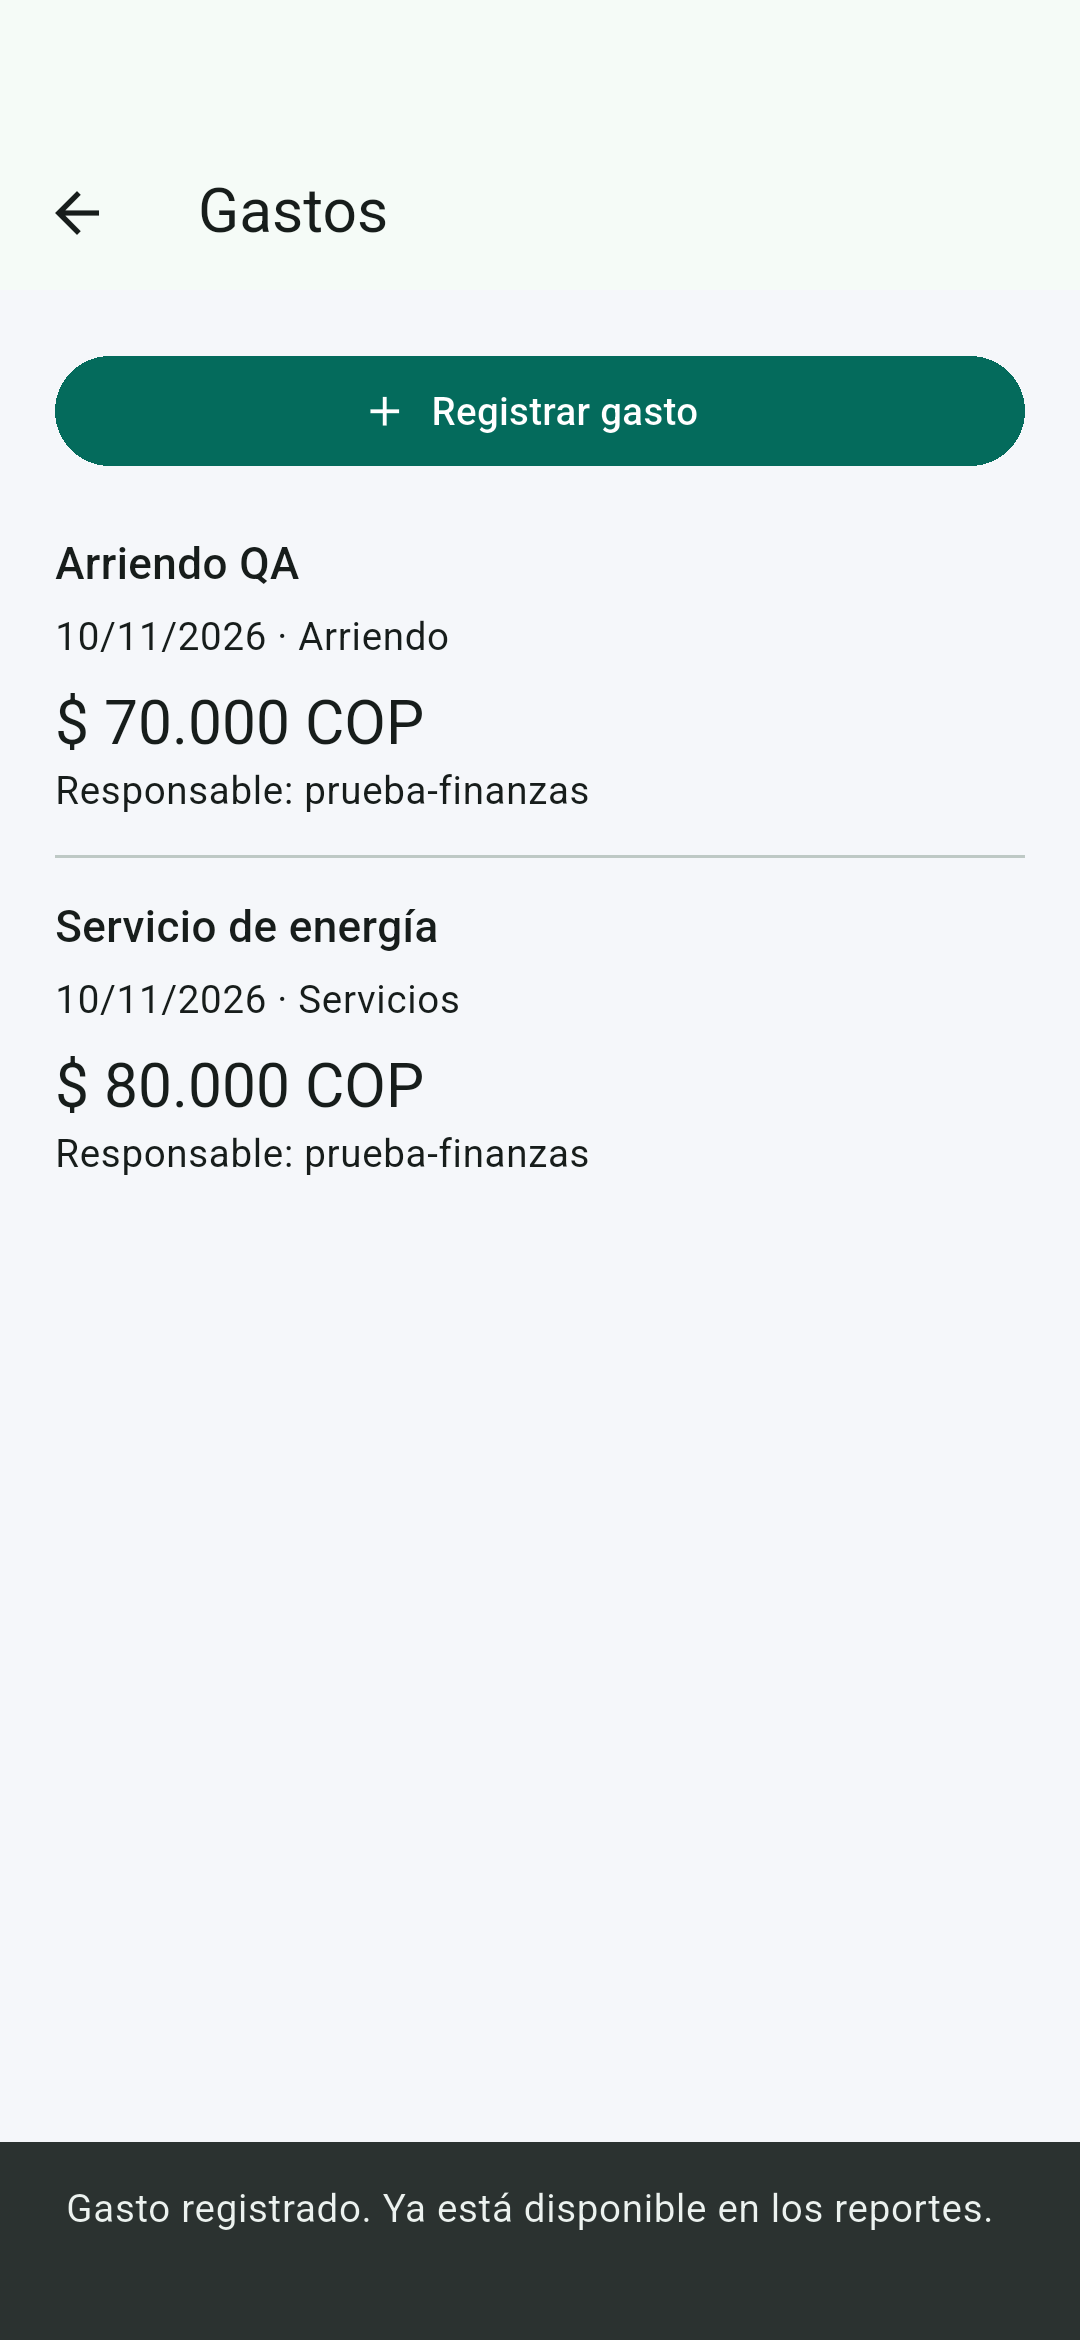 Gastos
Registrar gasto
Arriendo QA
10/11/2026 · Arriendo
$ 70.000 COP
Responsable: prueba-finanzas
Servicio de energía
10/11/2026 · Servicios
$ 80.000 COP
Responsable: prueba-finanzas
Gasto registrado. Ya está disponible en los reportes.